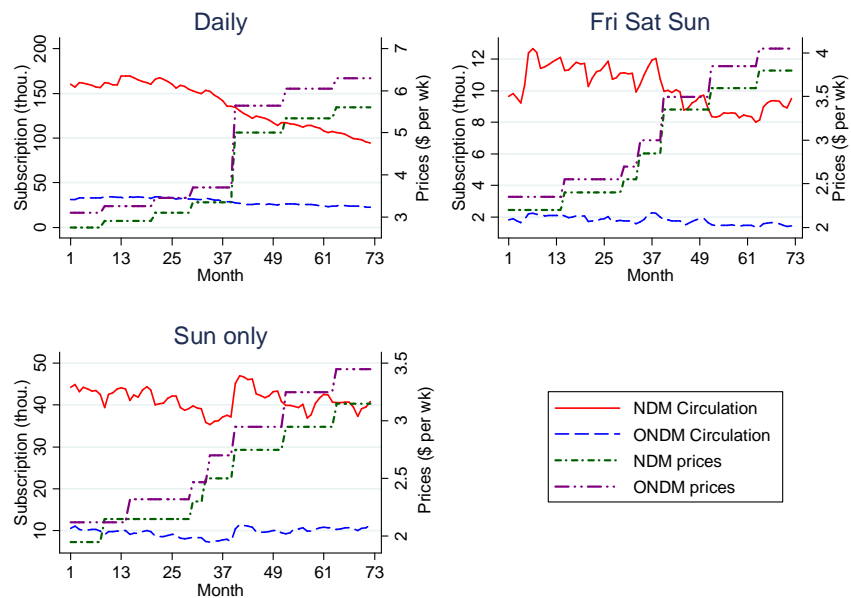 Daily
Subscription (thou.)
200
150
100
50
0
Prices ($ per wk)
7
6
5
4
3
1 13 25 37 49 61 73
Month
Fri Sat Sun
Subscription (thou.)
12
10
8
6
4
2
Prices ($ per wk)
4
3.5
3
2.5
2
1 13 25 37 49 61 73
Month
Sun only
Subscription (thou.)
50
40
30
20
10
Prices ($ per wk)
3.5
3
2.5
2
1 13 25 37 49 61 73
Month
NDM Circulation
ONDM Circulation
NDM prices
ONDM prices